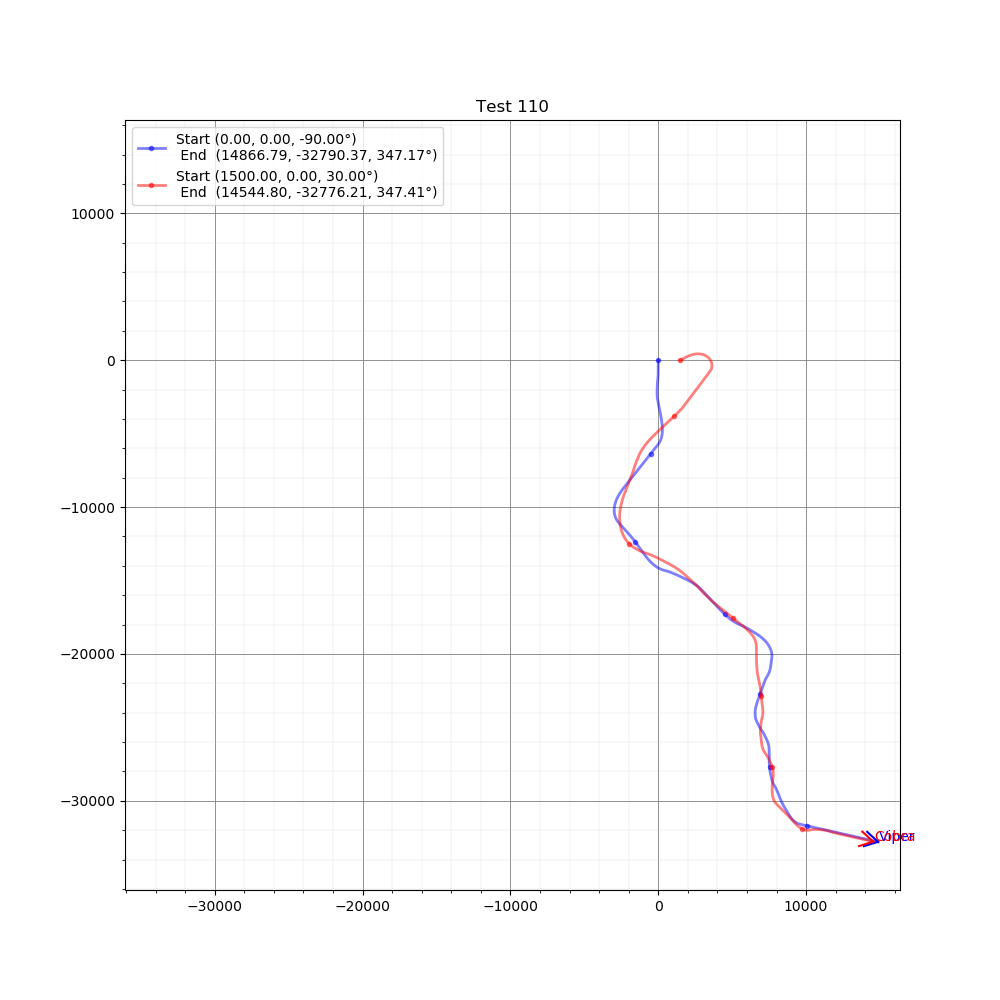 Test 110
Start (0.00, 0.00, -90.00°)
End (14866.79, -32790.37, 347.17°)
Start (1500.00, 0.00, 30.00°)
End (14544.80, -32776.21, 347.41°)
10000
0
−10000
−20000
−30000
Viper
−30000
−20000
−10000
0
10000